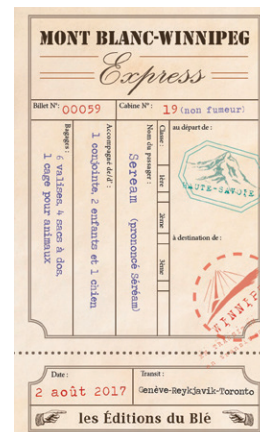 MONT BLANC-WINNIPEG
Express
Billet N°: 00059
Cabine N°: 19 (non fumeur)
Classe : 1ère 2ème 3ème
Nom du passager :
Seream (prononcé Séréam)
Accompagné de/d' :
1 conjointe, 2 enfants et 1 chien
Bagages :
6 valises, 4 sacs à dos,
1 cage pour animaux
au départ de :
HAUTE-SAVOIE
à destination de :
WINNIPEG
Date :
2 août 2017
Transit :
Genève-Reykjavik-Toronto
les Éditions du Blé